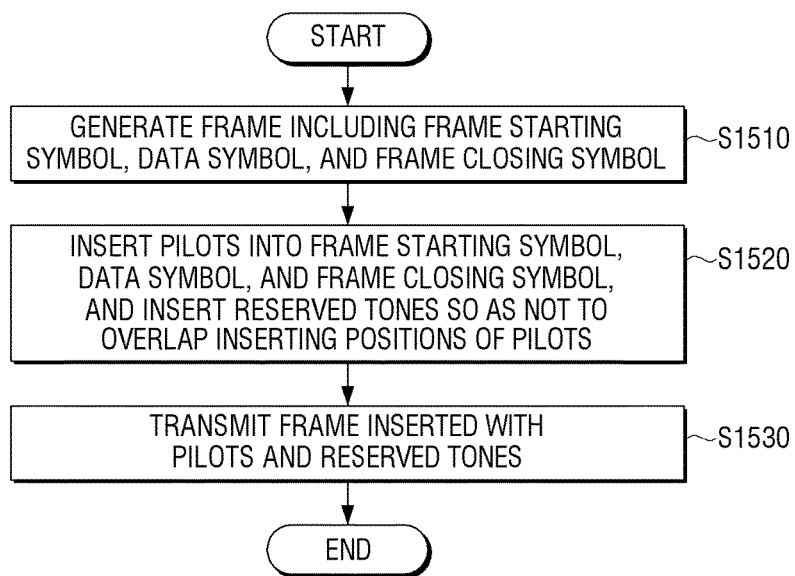 START
GENERATE FRAME INCLUDING FRAME STARTING
SYMBOL, DATA SYMBOL, AND FRAME CLOSING SYMBOL
S1510
INSERT PILOTS INTO FRAME STARTING SYMBOL,
DATA SYMBOL, AND FRAME CLOSING SYMBOL,
AND INSERT RESERVED TONES SO AS NOT TO
OVERLAP INSERTING POSITIONS OF PILOTS
S1520
TRANSMIT FRAME INSERTED WITH
PILOTS AND RESERVED TONES
S1530
END